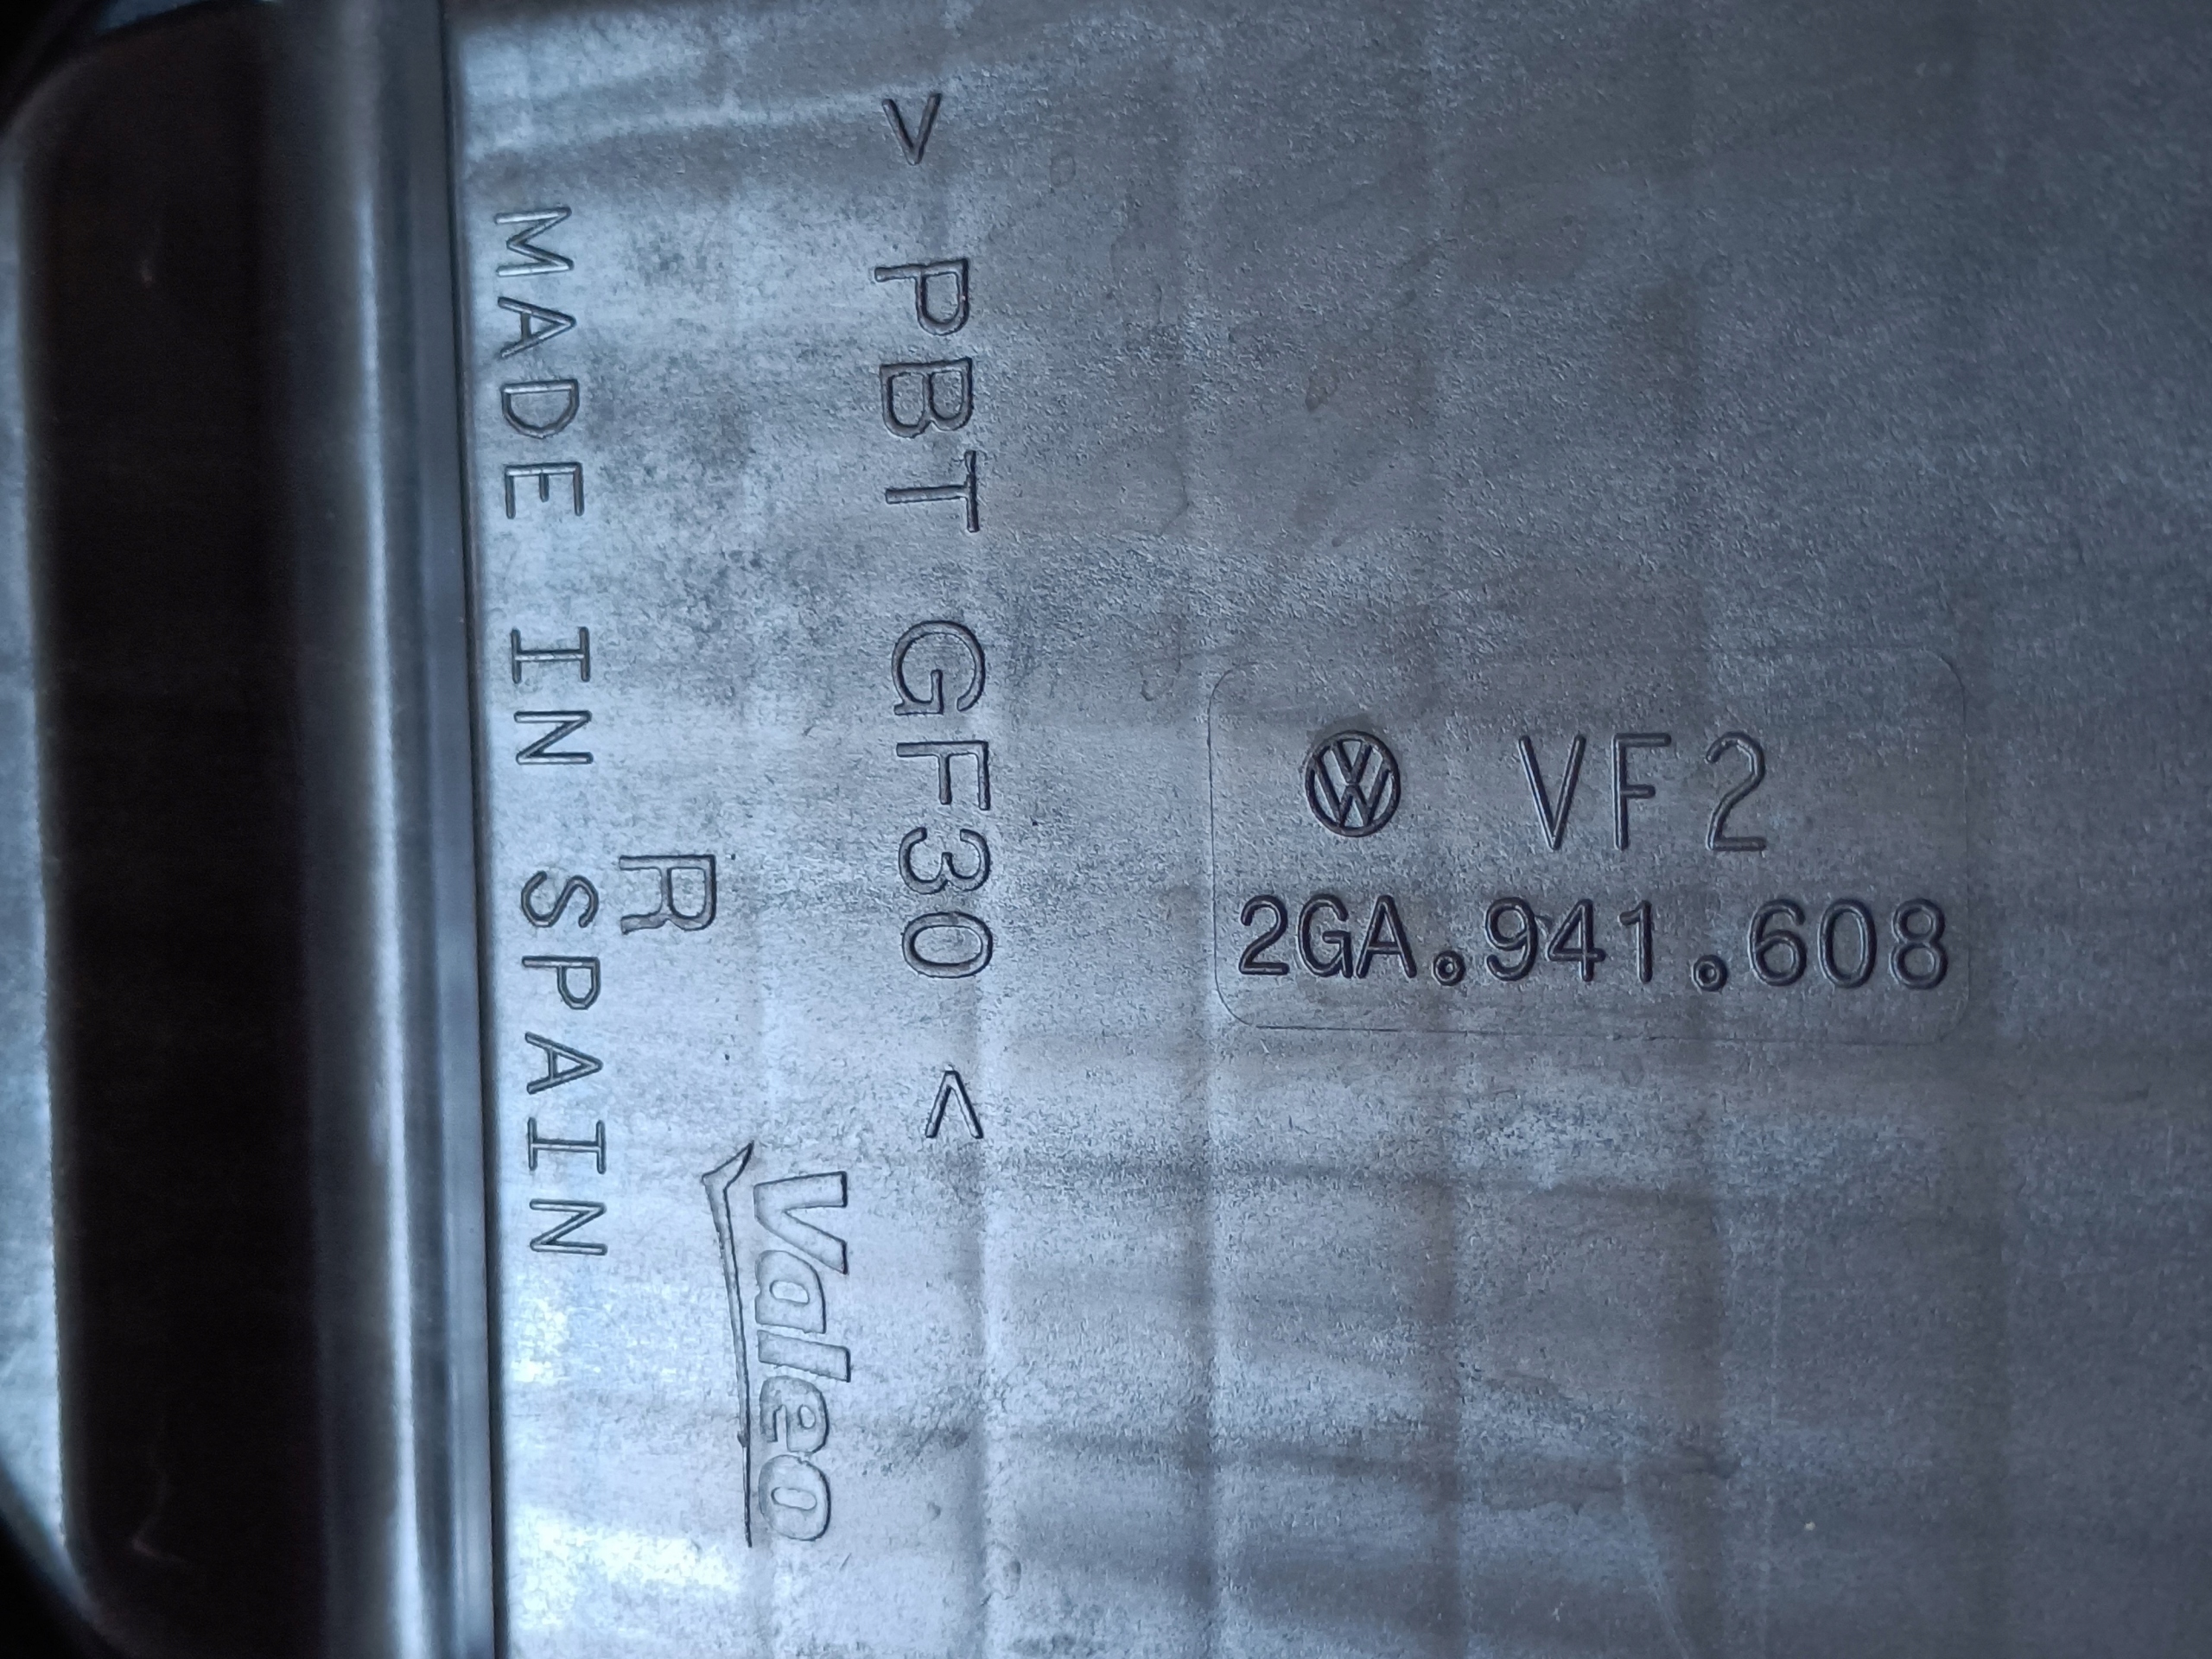 VF2
2GA.941.608
> PBT GF30 <
Valeo
R
MADE IN SPAIN